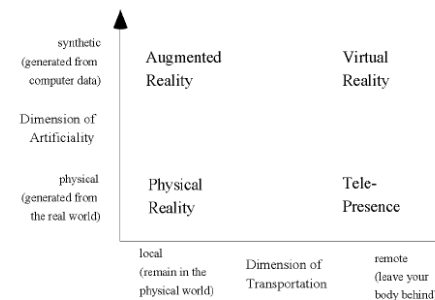 synthetic
(generated from
computer data)
Augmented
Reality
Virtual
Reality
Dimension of
Artificiality
physical
(generated from
the real world)
Physical
Reality
Tele-
Presence
local
(remain in the
physical world)
Dimension of
Transportation
remote
(leave your
body behind)